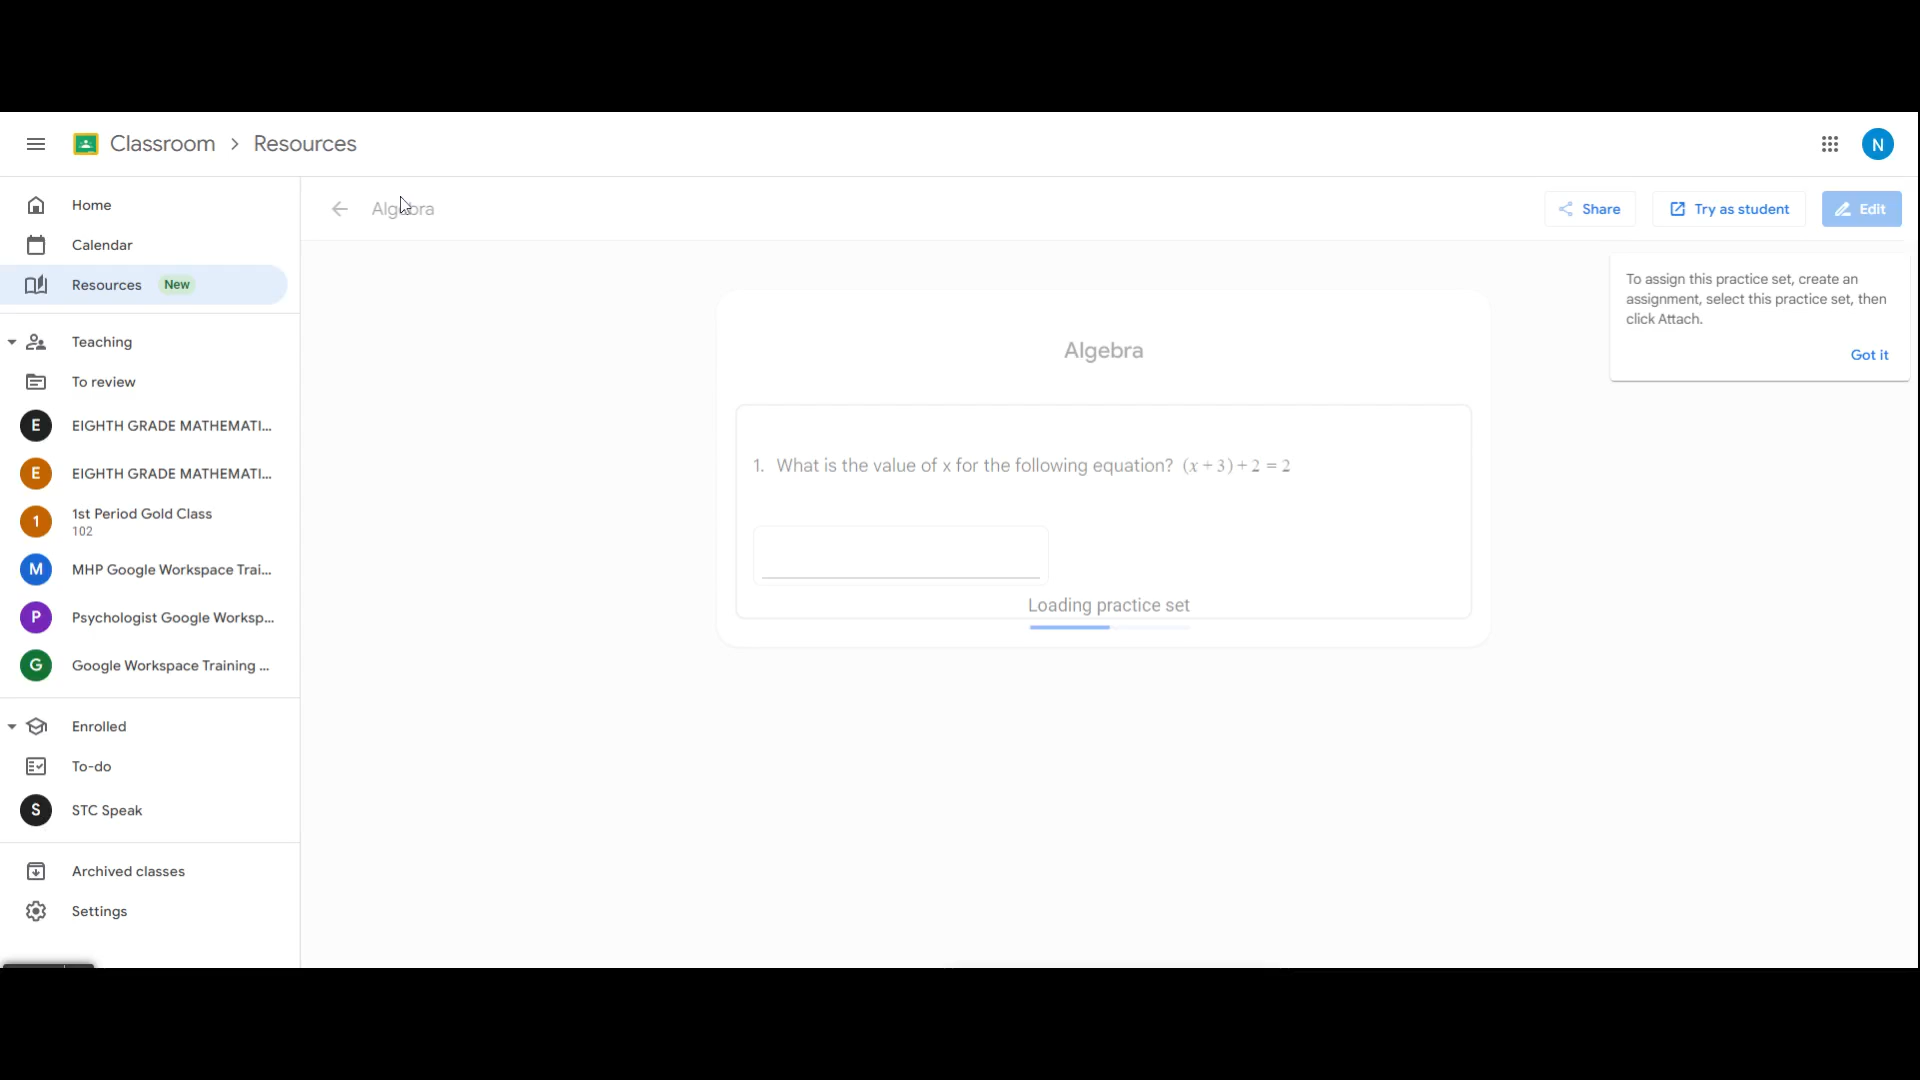 Classroom > Resources
N
Home
Calendar
Resources New
Teaching
To review
E EIGHTH GRADE MATHEMATI...
E EIGHTH GRADE MATHEMATI...
1 1st Period Gold Class
102
M MHP Google Workspace Trai...
P Psychologist Google Worksp...
G Google Workspace Training ...
Enrolled
To-do
S STC Speak
Archived classes
Settings
Algebra
Share
Try as student
Edit
To assign this practice set, create an
assignment, select this practice set, then
click Attach.
Got it
Algebra
1. What is the value of x for the following equation? (x + 3) + 2 = 2
Loading practice set